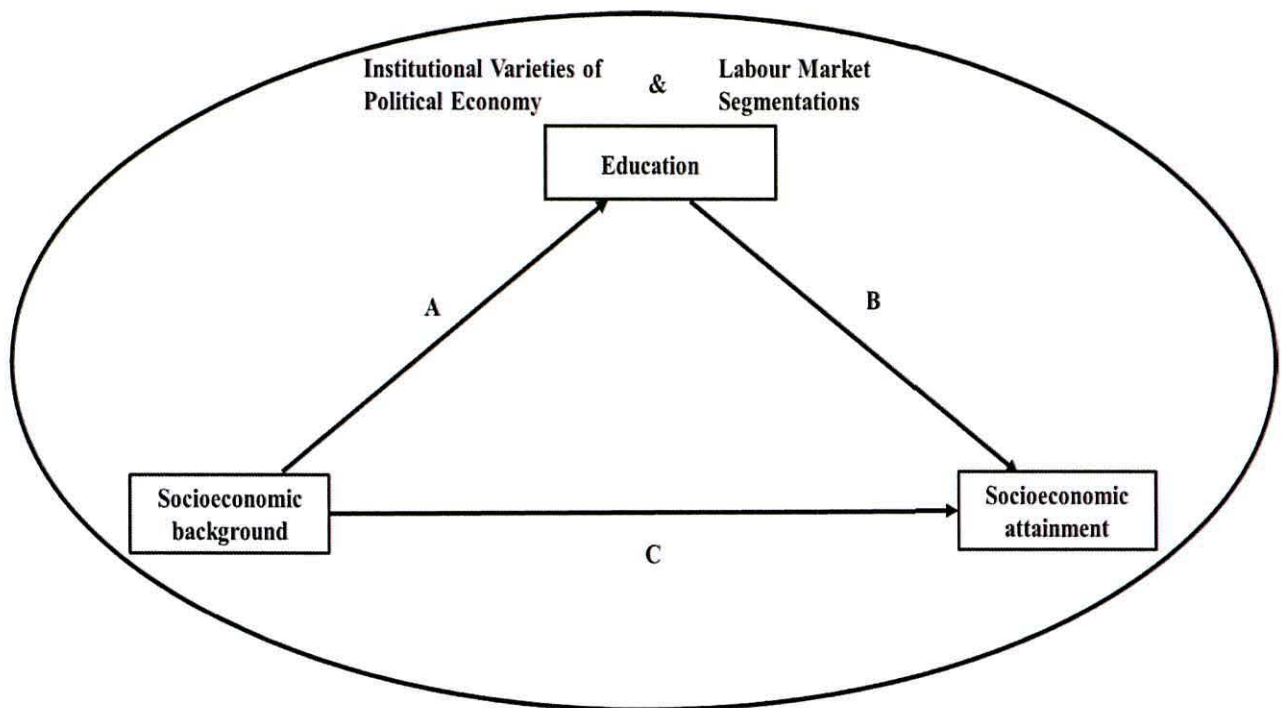 Institutional Varieties of
Political Economy
&
Labour Market
Segmentations
Education
A
B
Socioeconomic
background
Socioeconomic
attainment
C